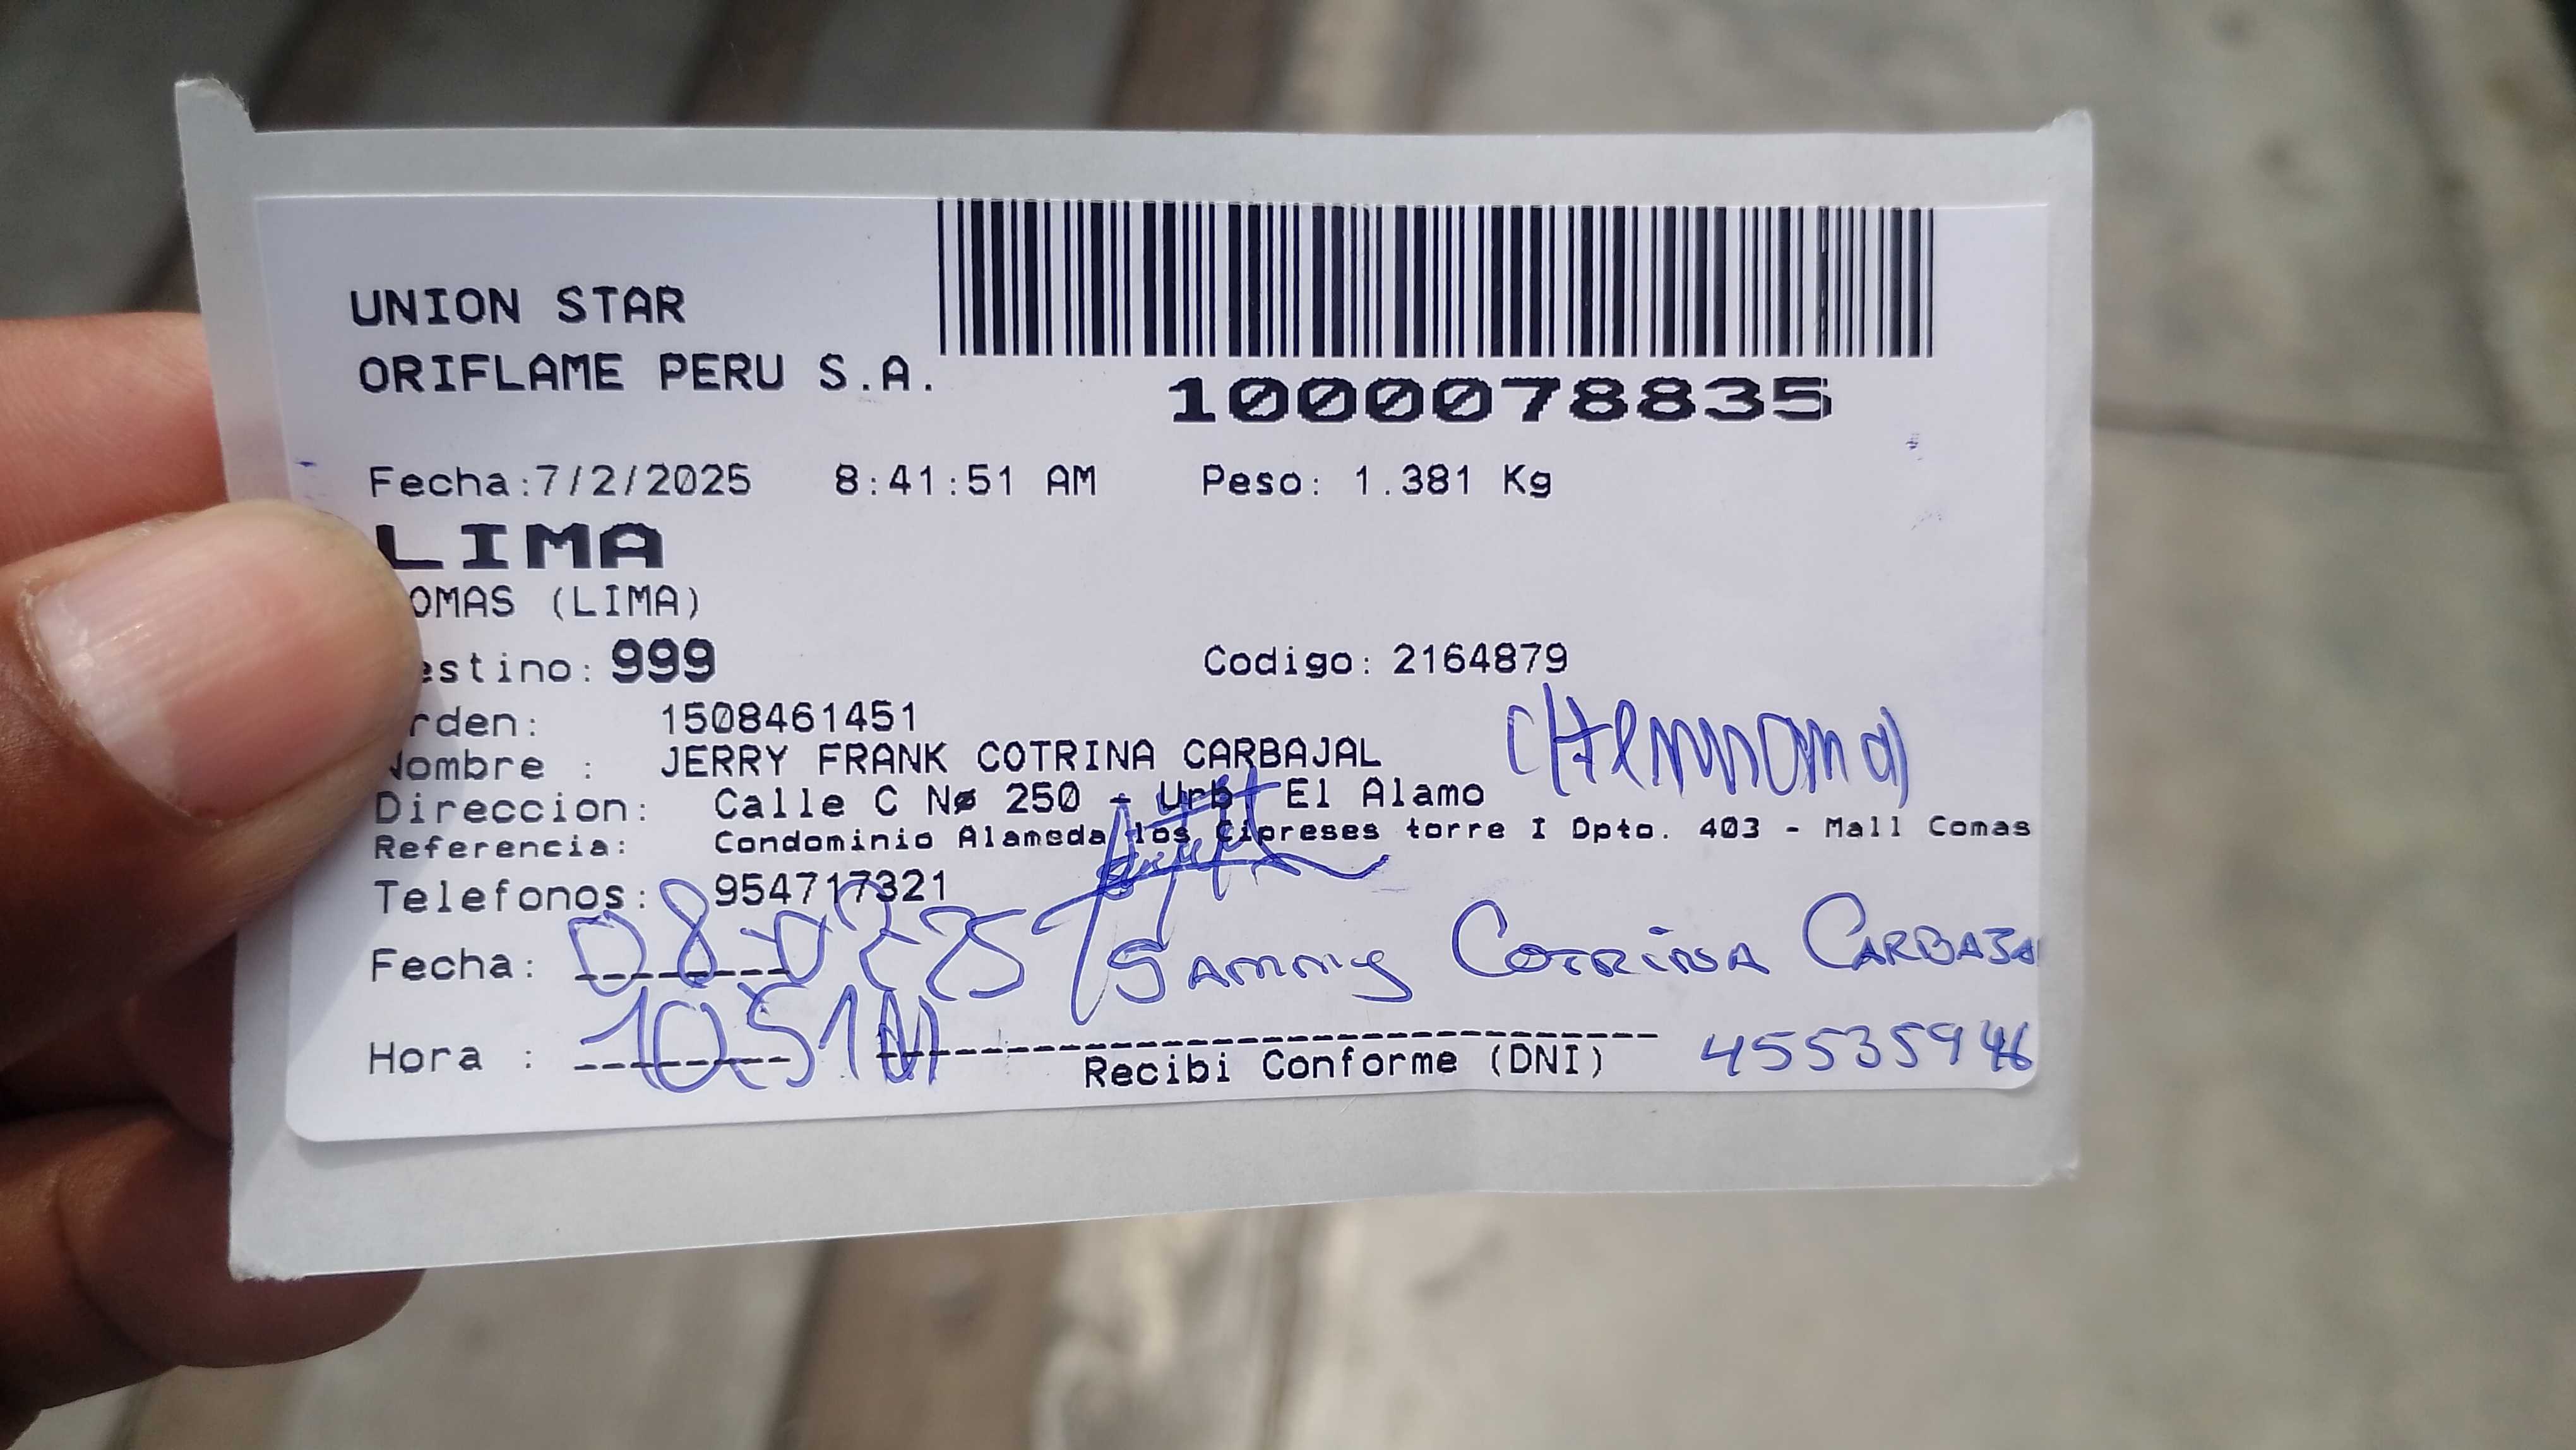 UNION STAR
ORIFLAME PERU S.A.
1000078835
Fecha:7/2/2025 8:41:51 AM Peso: 1.381 Kg
LIMA
OMAS (LIMA)
estino: 999 Codigo: 2164879
rden: 1508461451
Nombre : JERRY FRANK COTRINA CARBAJAL (Hermana)
Direccion: Calle C Nø 250 - Urb. El Alamo
Referencia: Condominio Alameda los Cipreses torre I Dpto. 403 - Mall Comas
Telefonos: 954717321
Fecha: 08-02-25 Sammy COTRINA CARBAJA
Hora : 10:51
Recibi Conforme (DNI) 45535946